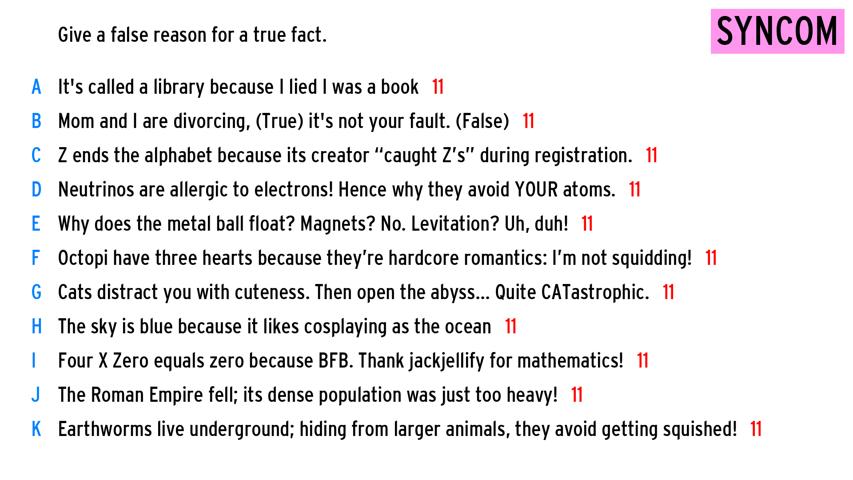 SYNCOM
Give a false reason for a true fact.
A It's called a library because I lied I was a book 11
B Mom and I are divorcing, (True) it's not your fault. (False) 11
C Z ends the alphabet because its creator “caught Z’s” during registration. 11
D Neutrinos are allergic to electrons! Hence why they avoid YOUR atoms. 11
E Why does the metal ball float? Magnets? No. Levitation? Uh, duh! 11
F Octopi have three hearts because they’re hardcore romantics: I’m not squidding! 11
G Cats distract you with cuteness. Then open the abyss... Quite CATastrophic. 11
H The sky is blue because it likes cosplaying as the ocean 11
I Four X Zero equals zero because BFB. Thank jackjellify for mathematics! 11
J The Roman Empire fell; its dense population was just too heavy! 11
K Earthworms live underground; hiding from larger animals, they avoid getting squished! 11